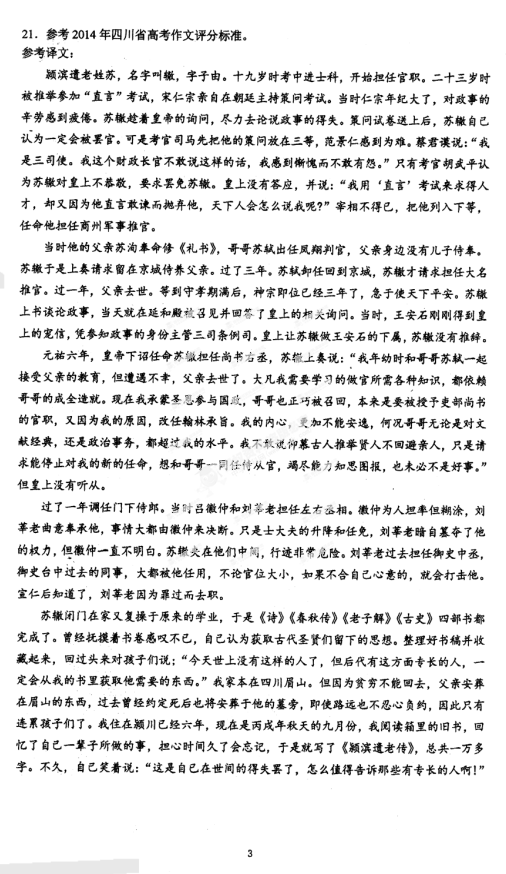 21．参考 2014 年四川省高考作文评分标准。
参考译文：
颍滨遗老姓苏，名字叫辙，字子由。十九岁时考中进士科，开始担任官职。二十三岁时
被推举参加“直言”考试，宋仁宗亲自在朝廷主持策问考试。当时仁宗年纪大了，对政事的
辛劳感到疲倦。苏辙趁着皇帝的询问，尽力去论说政事的得失。策问试卷送上后，苏辙自己
认为一定会被罢官。可是考官司马先把他的策问放在三等，范景仁感到为难。蔡君谟说：“我
是三司使。我这个财政长官不敢说这样的话，我感到惭愧而不敢有怨。”只有考官胡武平认
为苏辙对皇上不恭敬，要求罢免苏辙。皇上没有答应，并说：“我用‘直言’考试来求得人
才，却又因为他直言敢谏而抛弃他，天下人会怎么说我呢？”宰相不得已，把他列入下等，
任命他担任商州军事推官。
当时他的父亲苏洵奉命修《礼书》，哥哥苏轼出任凤翔判官，父亲身边没有儿子侍奉。
苏辙于是上奏请求留在京城侍养父亲。过了三年。苏轼卸任回到京城，苏辙才请求担任大名
推官。过一年，父亲去世。等到守孝期满后，神宗即位已经三年了，急于使天下平安。苏辙
上书谈论政事，当天就在延和殿被召见并回答了皇上的相关询问。当时，王安石刚刚得到皇
上的宠信，凭参知政事的身份主管三司条例司。皇上让苏辙做王安石的下属，苏辙没有推辞。
元祐六年，皇帝下诏任命苏辙担任尚书右丞，苏辙上奏说：“我年幼时和哥哥苏轼一起
接受父亲的教育，但遭遇不幸，父亲去世了。大凡我需要学习的做官所需各种知识，都依赖
哥哥的成全造就。现在我承蒙圣恩参与国政，哥哥也正巧被召回，本来是要被授予吏部尚书
的官职，又因为我的原因，改任翰林承旨。我的内心，更加不能安逸，何况哥哥无论是对文
献经典，还是政治事务，都超过我的水平。我不敢说仰慕古人推举贤人不回避亲人，只是请
求能停止对我的新的任命，想和哥哥一同任侍从官，竭尽能力知恩图报，也未必不是好事。”
但皇上没有听从。
过了一年调任门下侍郎。当时吕微仲和刘莘老担任左右丞相。微仲为人坦率但糊涂，刘
莘老曲意奉承他，事情大都由微仲来决断。只是士大夫的升降和任免，刘莘老暗自篡夺了他
的权力，但微仲一直不明白。苏辙夹在他们中间，行迹非常危险。刘莘老过去担任御史中丞，
御史台中过去的同事，大都被他任用，不论官位大小，如果不合自己心意的，就会打击他。
宣仁后知道了，刘莘老因为罪过而去职。
苏辙闭门在家又复操于原来的学业，于是《诗》《春秋传》《老子解》《古史》四部书都
完成了。曾经抚摸着书卷感叹不已，自己认为获取古代圣贤们留下的思想。整理好书稿并收
藏起来，回过头来对孩子们说：“今天世上没有这样的人了，但后代有这方面专长的人，一
定会从我的书里获取他需要的东西。”我家本在四川眉山。但因为贫穷不能回去，父亲安葬
在眉山的东西，过去曾经约定死后也将安葬于他的墓旁，即使路远也不忍心负约，因此只有
连累孩子们了。我住在颍川已经六年，现在是丙戌年秋天的九月份，我阅读箱里的旧书，回
忆了自己一辈子所做的事，担心时间久了会忘记，于是就写了《颍滨遗老传》，总共一万多
字。不久，自己笑着说：“这是自己在世间的得失罢了，怎么值得告诉那些有专长的人啊！”
3